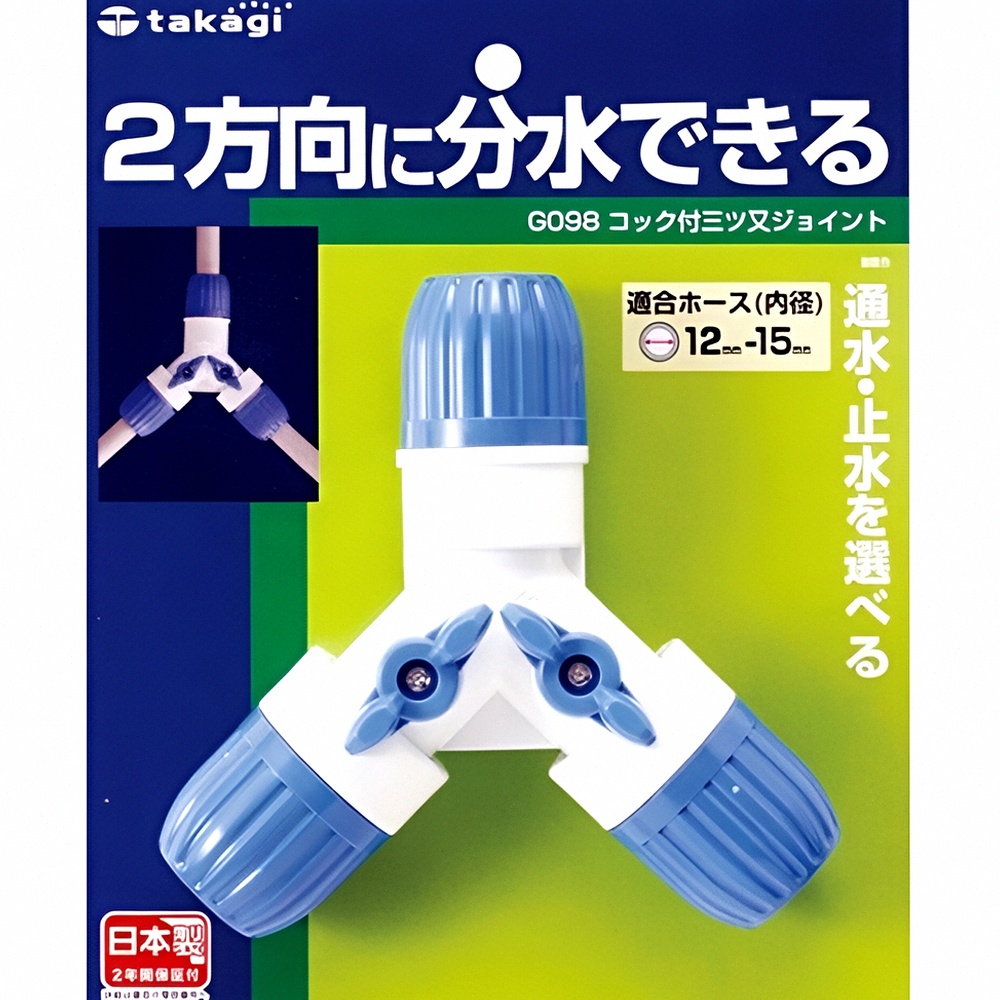 takagi
2方向に分水できる
G098 コック付三ツ又ジョイント
適合ホース(内径)
12mm-15mm
通水・止水を選べる
日本製
2年間保証付